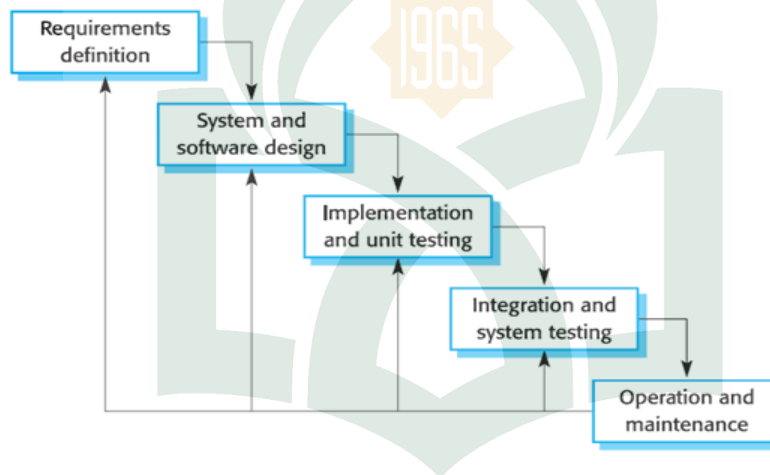 1965
Requirements
definition
System and
software design
Implementation
and unit testing
Integration and
system testing
Operation and
maintenance